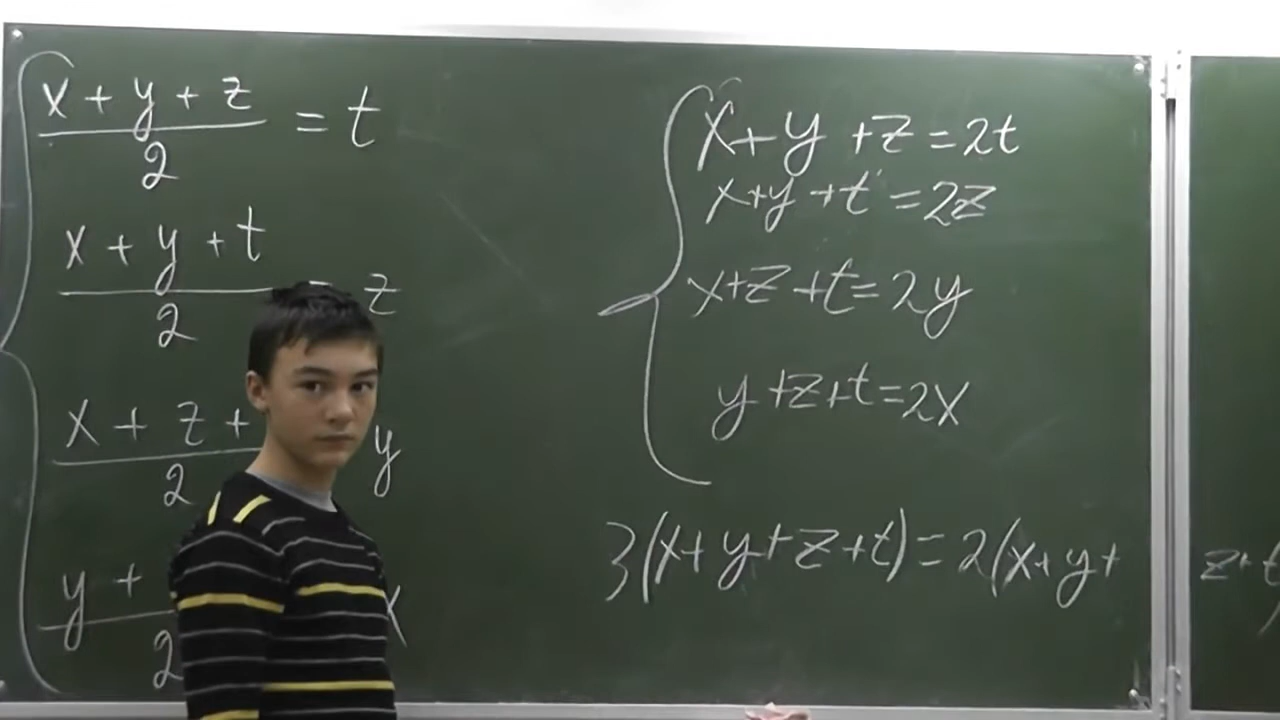 x + y + z
2
= t
x + y + t
2
= z
x + z +
2
y
y +
2
x
x + y + z = 2t
x + y + t = 2z
x + z + t = 2y
y + z + t = 2x
3(x + y + z + t) = 2(x + y + z + t)